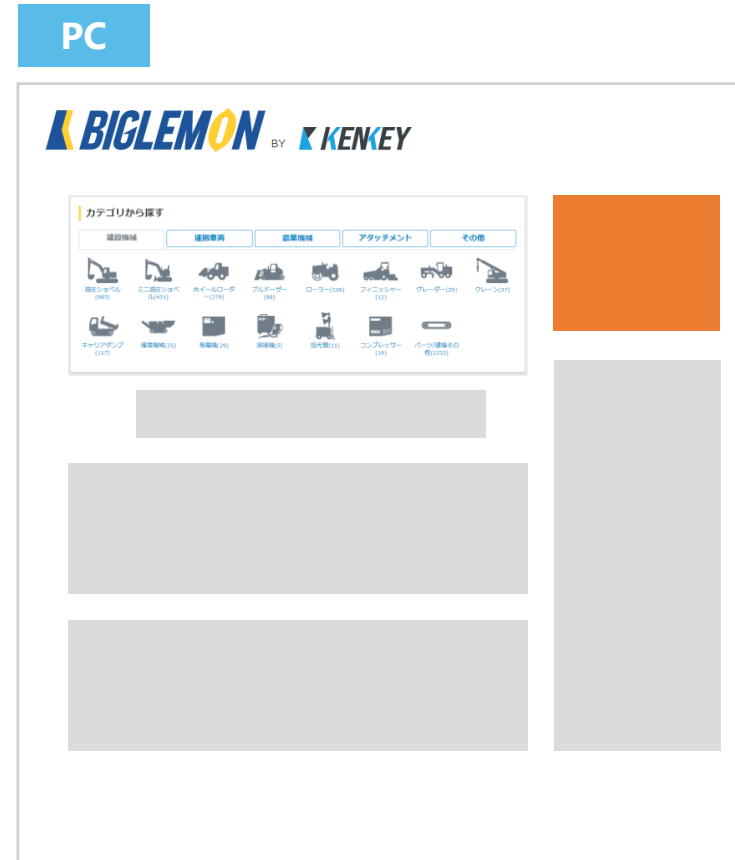 PC
BIGLEMON BY KENKEY
カテゴリから探す
建設機械 運搬車両 農業機械 アタッチメント その他
油圧ショベル ミニ油圧ショベ ホイールローダ ブルドーザー ローラー(136) フィニッシャー グレーダー(29) クレーン(37)
(685) ル(431) ー(279) (88) (12)
キャリアダンプ 環境機械(35) 発電機(29) 溶接機(5) 投光器(11) コンプレッサー パーツ/建機その
(117) (16) 他(1232)